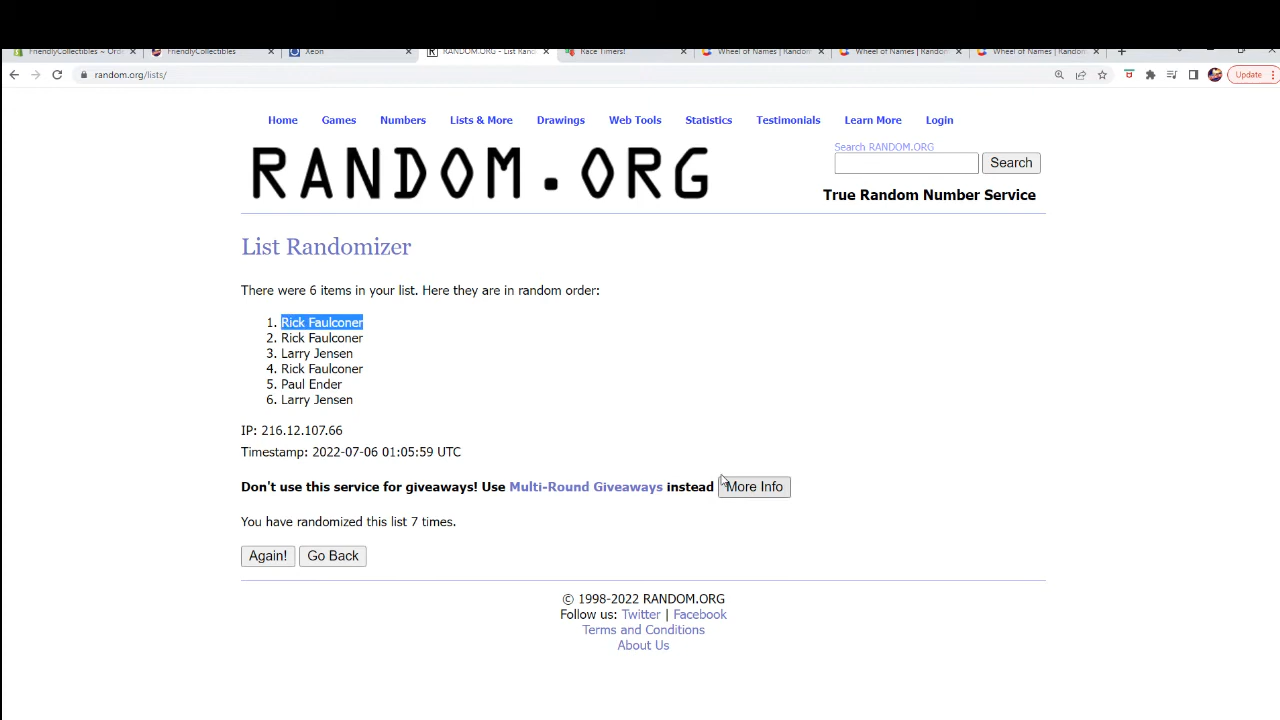 FriendlyCollectibles ~ Ord
FriendlyCollectibles
Xeon
RANDOM.ORG - List Rand
Race Timers!
Wheel of Names | Random
Wheel of Names | Random
Wheel of Names | Random
random.org/lists/
Update
Home Games Numbers Lists & More Drawings Web Tools Statistics Testimonials Learn More Login
RANDOM.ORG
Search RANDOM.ORG
Search
True Random Number Service
List Randomizer
There were 6 items in your list. Here they are in random order:
1. Rick Faulconer
2. Rick Faulconer
3. Larry Jensen
4. Rick Faulconer
5. Paul Ender
6. Larry Jensen
IP: 216.12.107.66
Timestamp: 2022-07-06 01:05:59 UTC
Don't use this service for giveaways! Use Multi-Round Giveaways instead More Info
You have randomized this list 7 times.
Again! Go Back
© 1998-2022 RANDOM.ORG
Follow us: Twitter | Facebook
Terms and Conditions
About Us